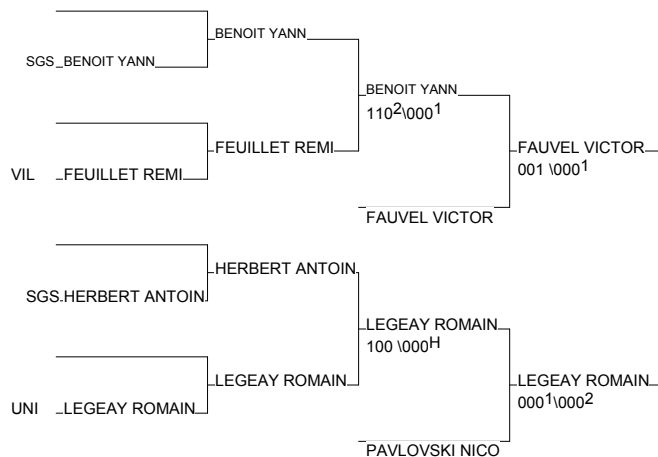 BENOIT YANN
SGS BENOIT YANN
BENOIT YANN
110²\000¹
FEUILLET REMI
FAUVEL VICTOR
001 \000¹
VIL FEUILLET REMI
FAUVEL VICTOR
HERBERT ANTOIN
SGS HERBERT ANTOIN
LEGEAY ROMAIN
100 \000ᴴ
LEGEAY ROMAIN
LEGEAY ROMAIN
000¹\000²
UNI LEGEAY ROMAIN
PAVLOVSKI NICO